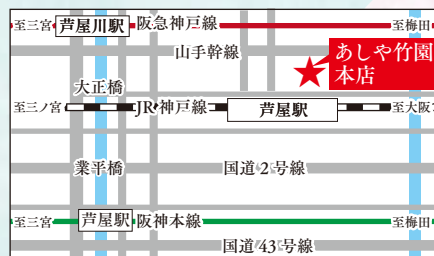 至三宮 芦屋川駅 阪急神戸線 至梅田
山手幹線
あしや竹園
本店
大正橋
至三ノ宮 JR神戸線 芦屋駅 至大阪
業平橋 国道2号線
至三宮 芦屋駅 阪神本線 至梅田
国道43号線